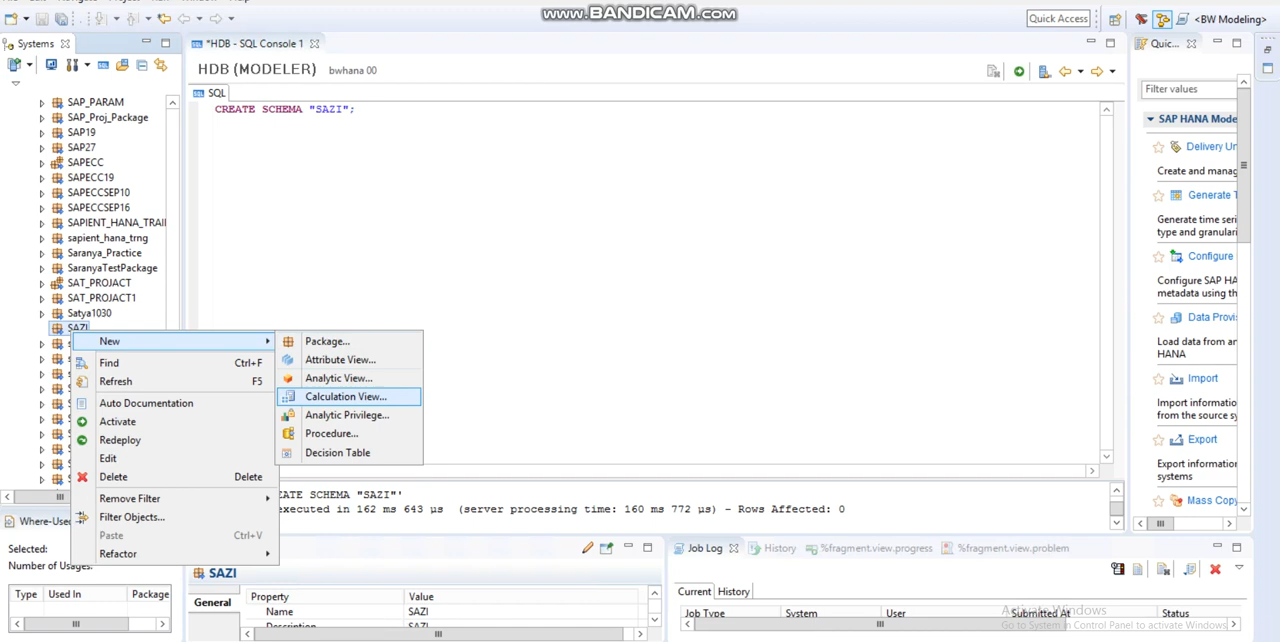 www.BANDICAM.com
Quick Access
<BW Modeling>
Systems
*HDB - SQL Console 1
Quic...
HDB (MODELER) bwhana 00
SQL
CREATE SCHEMA "SAZI";
SAP_PARAM
SAP_Proj_Package
SAP19
SAP27
SAPECC
SAPECC19
SAPECCSEP10
SAPECCSEP16
SAPIENT_HANA_TRAI
sapient_hana_trng
Saranya_Practice
SaranyaTestPackage
SAT_PROJACT
SAT_PROJACT1
Satya1030
SAZI
New
Find Ctrl+F
Refresh F5
Auto Documentation
Activate
Redeploy
Edit
Delete Delete
Remove Filter
Filter Objects...
Paste Ctrl+V
Refactor
Package...
Attribute View...
Analytic View...
Calculation View...
Analytic Privilege...
Procedure...
Decision Table
Filter values
SAP HANA Mode
Delivery Un
Create and manag
Generate T
Generate time seri
type and granulari
Configure
Configure SAP HA
metadata using th
Data Provi
Load data from an
HANA
Import
Import information
from the source sy
Export
Export information
systems
Mass Copy
EATE SCHEMA "SAZI"'
executed in 162 ms 643 µs (server processing time: 160 ms 772 µs) - Rows Affected: 0
Where-Used
Selected:
Number of Usages:
Type Used In Package
SAZI
General
Property Value
Name SAZI
Description SAZI
Job Log History %fragment.view.progress %fragment.view.problem
Current History
Job Type System User Submitted At Status
Activate Windows
Go to System in Control Panel to activate Windows.